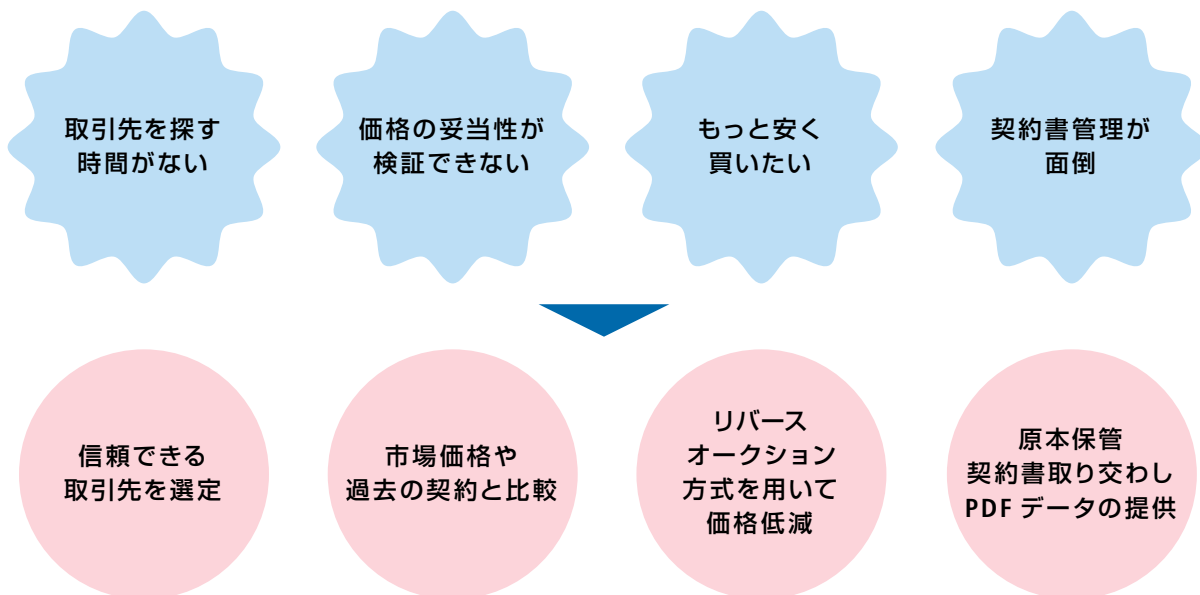 取引先を探す
時間がない
価格の妥当性が
検証できない
もっと安く
買いたい
契約書管理が
面倒
信頼できる
取引先を選定
市場価格や
過去の契約と比較
リバース
オークション
方式を用いて
価格低減
原本保管
契約書取り交わし
PDF データの提供